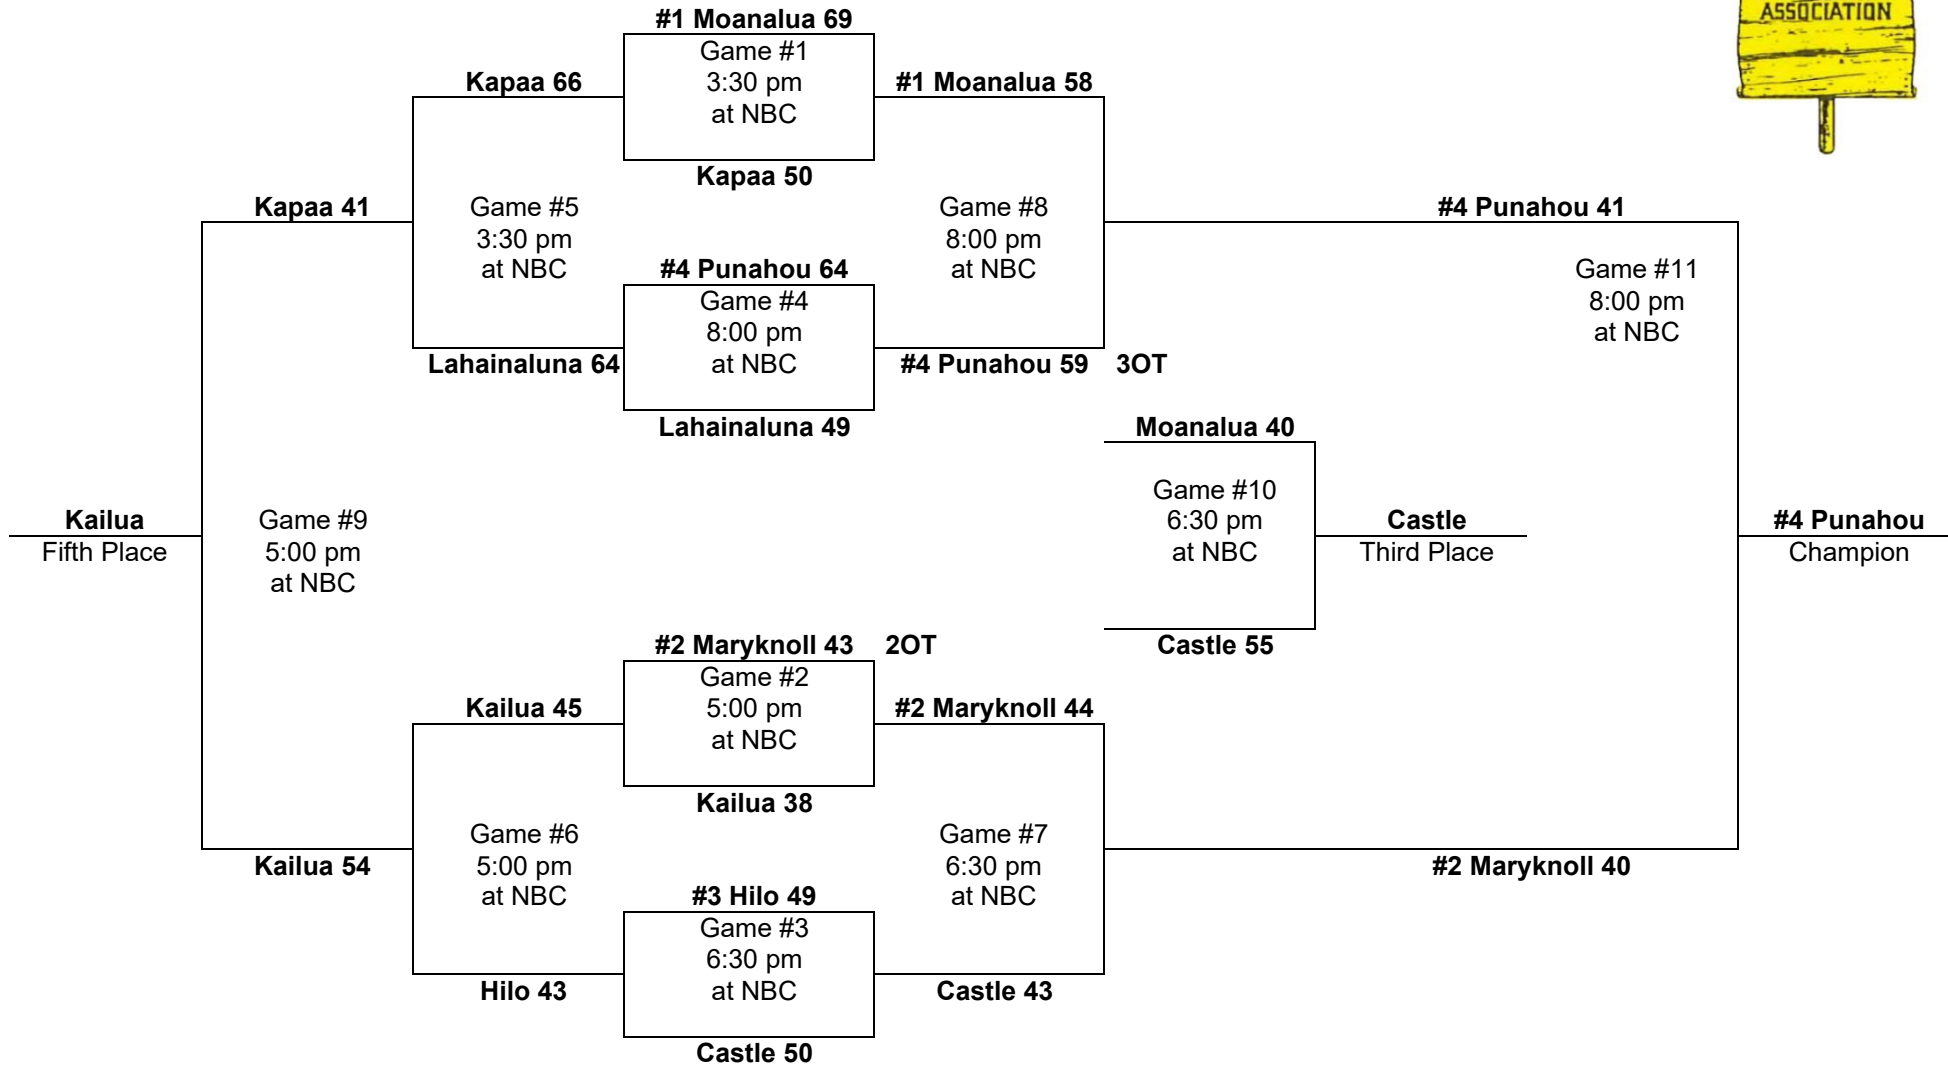 ASSOCIATION
#1 Moanalua 69
Game #1
3:30 pm
at NBC
Kapaa 50
Kapaa 66
#1 Moanalua 58
Kapaa 41
Game #5
3:30 pm
at NBC
Game #8
8:00 pm
at NBC
#4 Punahou 41
#4 Punahou 64
Game #4
8:00 pm
at NBC
Lahainaluna 49
Lahainaluna 64
#4 Punahou 59 3OT
Game #11
8:00 pm
at NBC
Moanalua 40
Game #10
6:30 pm
at NBC
Castle 55
Castle
Third Place
#4 Punahou
Champion
Kailua
Fifth Place
Game #9
5:00 pm
at NBC
#2 Maryknoll 43 2OT
Game #2
5:00 pm
at NBC
Kailua 38
Kailua 45
#2 Maryknoll 44
Kailua 54
Game #6
5:00 pm
at NBC
Game #7
6:30 pm
at NBC
#2 Maryknoll 40
#3 Hilo 49
Game #3
6:30 pm
at NBC
Castle 50
Hilo 43
Castle 43